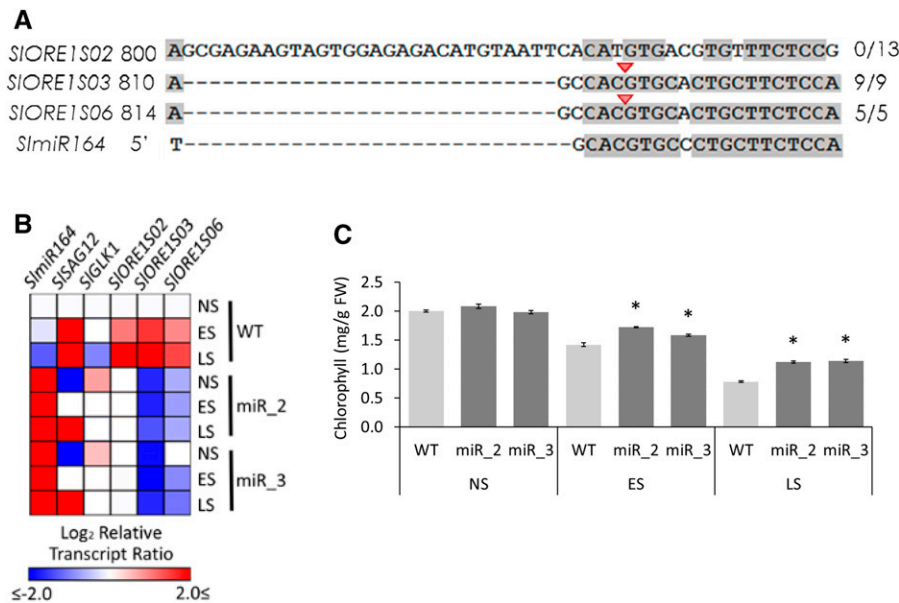 A
SlORE1S02 800 AGCGAGAAGTAGTGGAGAGACATGTAATTCACATGTGACGTGTTTCTCCG 0/13
SlORE1S03 810 A-------------------------------GCCACGTGCACTGCTTCTCCA 9/9
SlORE1S06 814 A-------------------------------GCCACGTGCACTGCTTCTCCA 5/5
SlmiR164 5' T--------------------------------GCACGTGCCCTGCTTCTCCA
B
SlmiR164 SlSAG12 SlGLK1 SlORE1S02 SlORE1S03 SlORE1S06
NS
ES WT
LS
NS
ES miR_2
LS
NS
ES miR_3
LS
Log₂ Relative
Transcript Ratio
≤-2.0 2.0≤
C
Chlorophyll (mg/g FW)
2.5
2.0
1.5
1.0
0.5
0.0
* * * *
WT miR_2 miR_3 WT miR_2 miR_3 WT miR_2 miR_3
NS ES LS